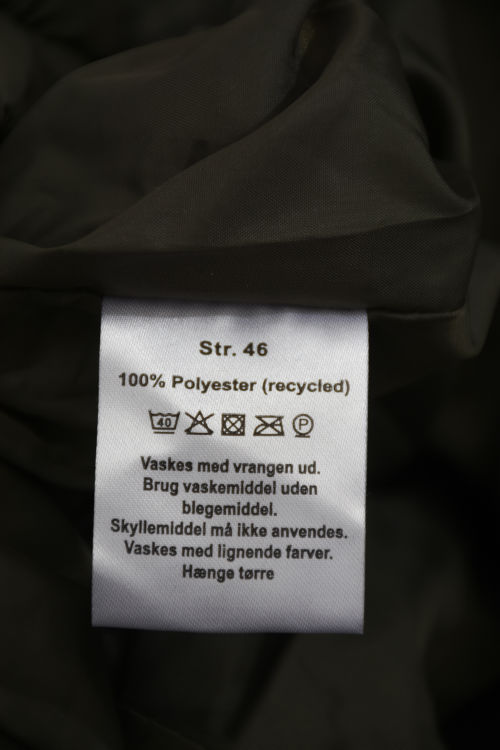 Str. 46
100% Polyester (recycled)
40 P
Vaskes med vrangen ud.
Brug vaskemiddel uden
blegemiddel.
Skyllemiddel må ikke anvendes.
Vaskes med lignende farver.
Hænge tørre